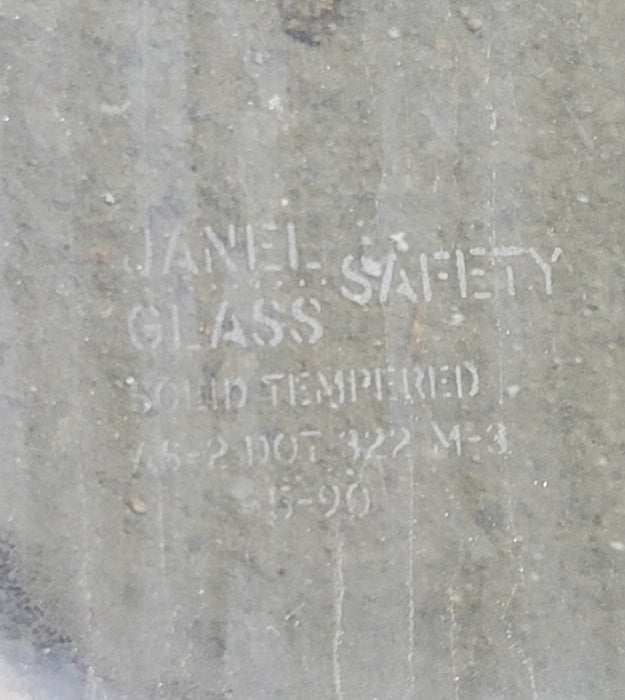 JANEL SAFETY
GLASS
SOLID TEMPERED
AS-2 DOT 322 M-3
5-90